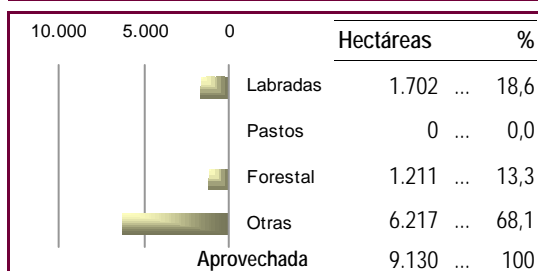 10.000 5.000 0 Hectáreas %
Labradas 1.702 ... 18,6
Pastos 0 ... 0,0
Forestal 1.211 ... 13,3
Otras 6.217 ... 68,1
Aprovechada 9.130 ... 100